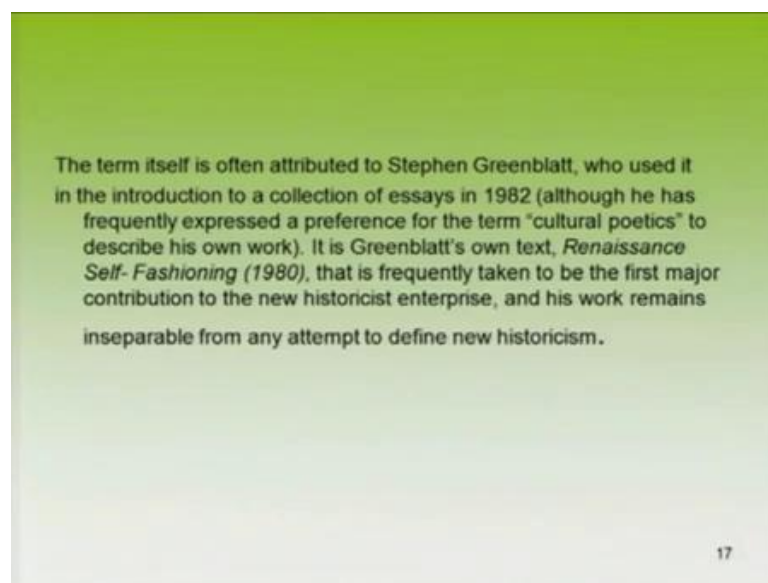 The term itself is often attributed to Stephen Greenblatt, who used it
in the introduction to a collection of essays in 1982 (although he has
frequently expressed a preference for the term “cultural poetics” to
describe his own work). It is Greenblatt’s own text, Renaissance
Self- Fashioning (1980), that is frequently taken to be the first major
contribution to the new historicist enterprise, and his work remains
inseparable from any attempt to define new historicism.
17